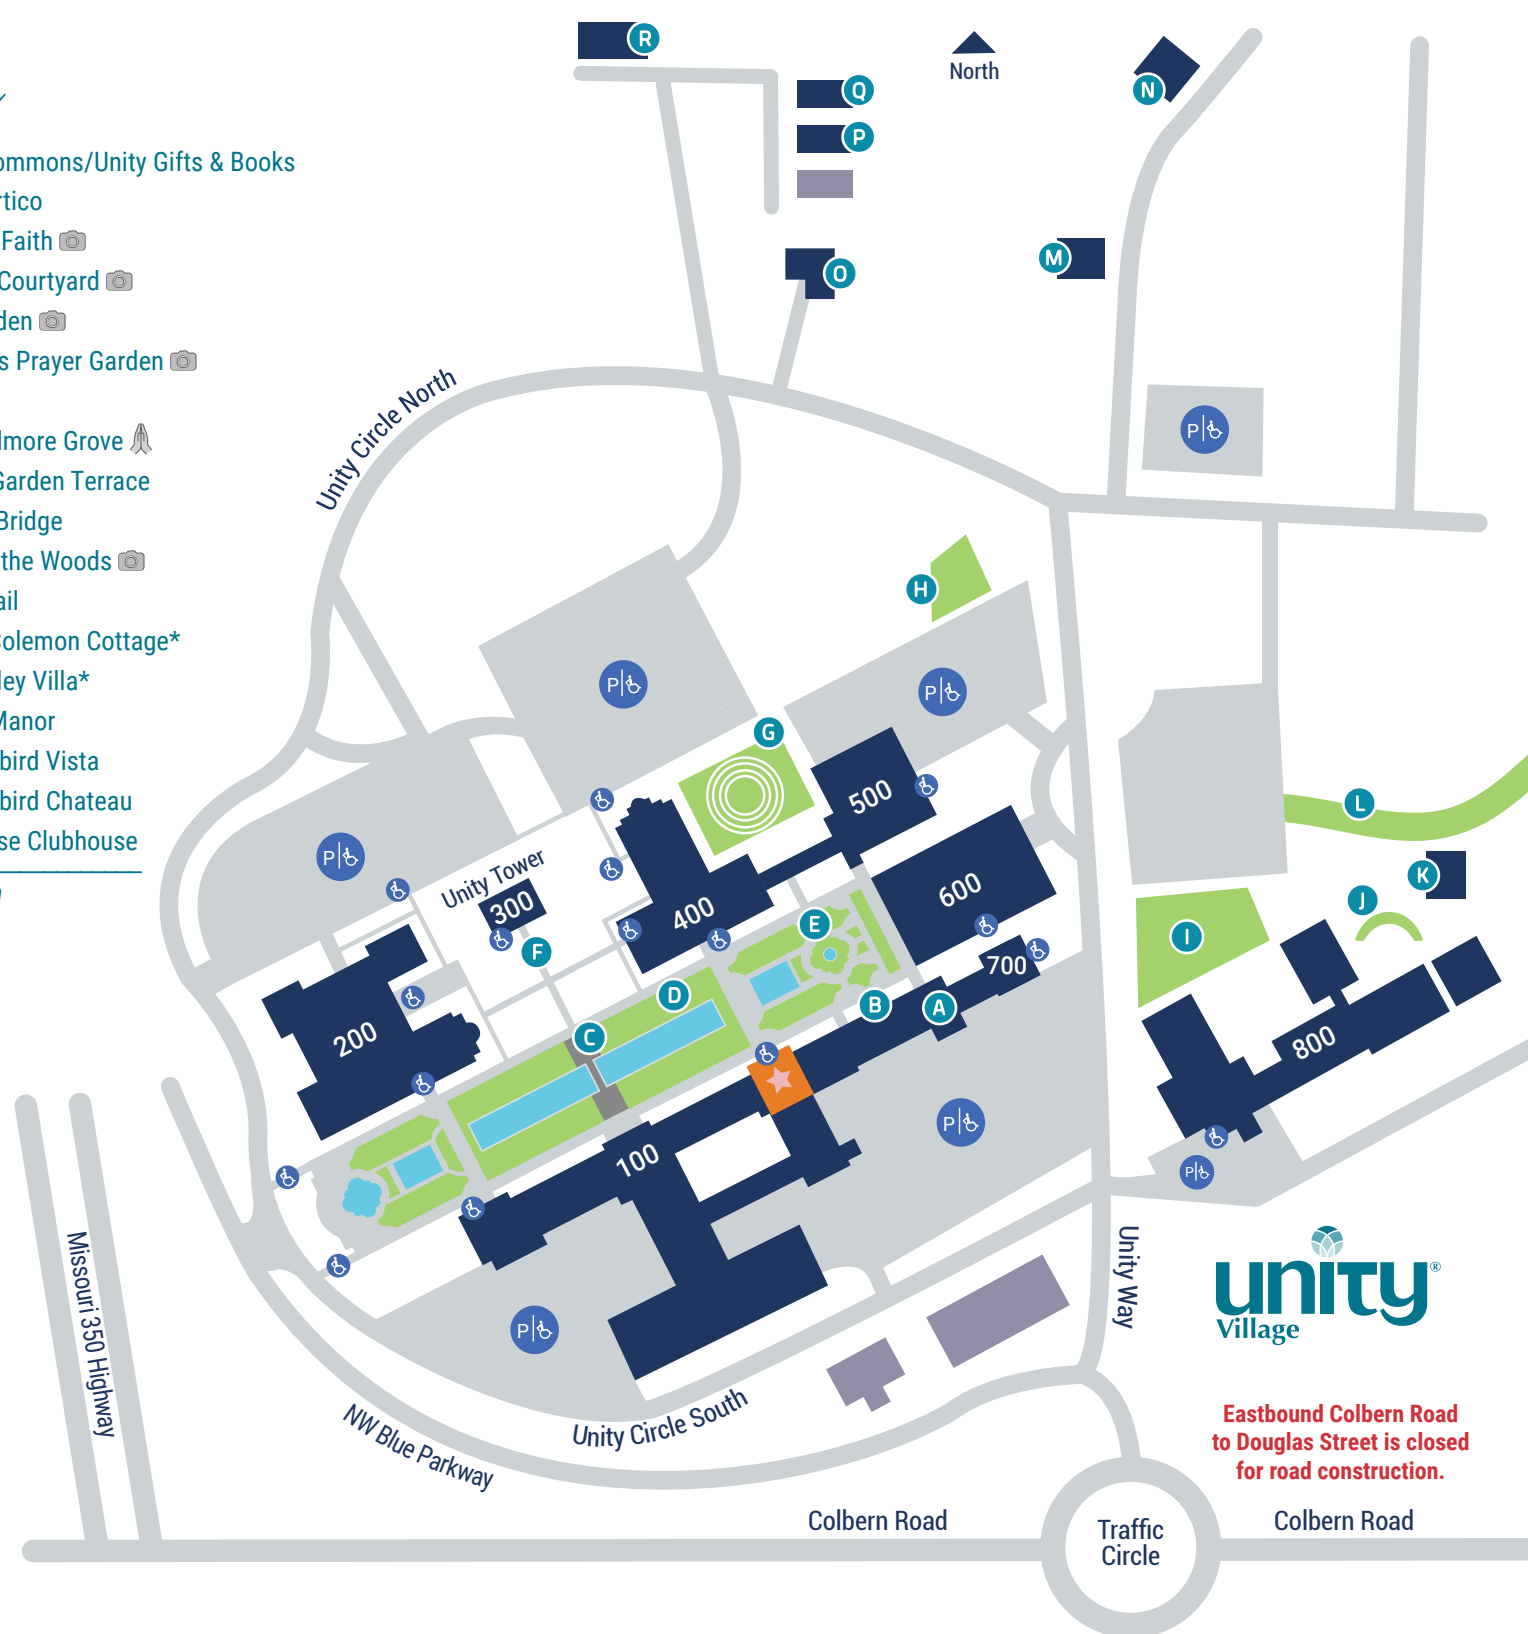 ommons/Unity Gifts & Books
rtico
Faith
Courtyard
den
s Prayer Garden
lmore Grove
Garden Terrace
Bridge
the Woods
ail
Colemon Cottage*
ley Villa*
Manor
bird Vista
bird Chateau
se Clubhouse
R
North
N
Q
P
M
O
Unity Circle North
P
H
P
P
G
500
L
P
Unity Tower
300
400
600
K
J
E
I
F
700
D
B
A
200
C
800
100
P
P
P
Missouri 350 Highway
Unity Way
unity®
Village
NW Blue Parkway
Unity Circle South
Eastbound Colbern Road
to Douglas Street is closed
for road construction.
Colbern Road
Traffic
Circle
Colbern Road